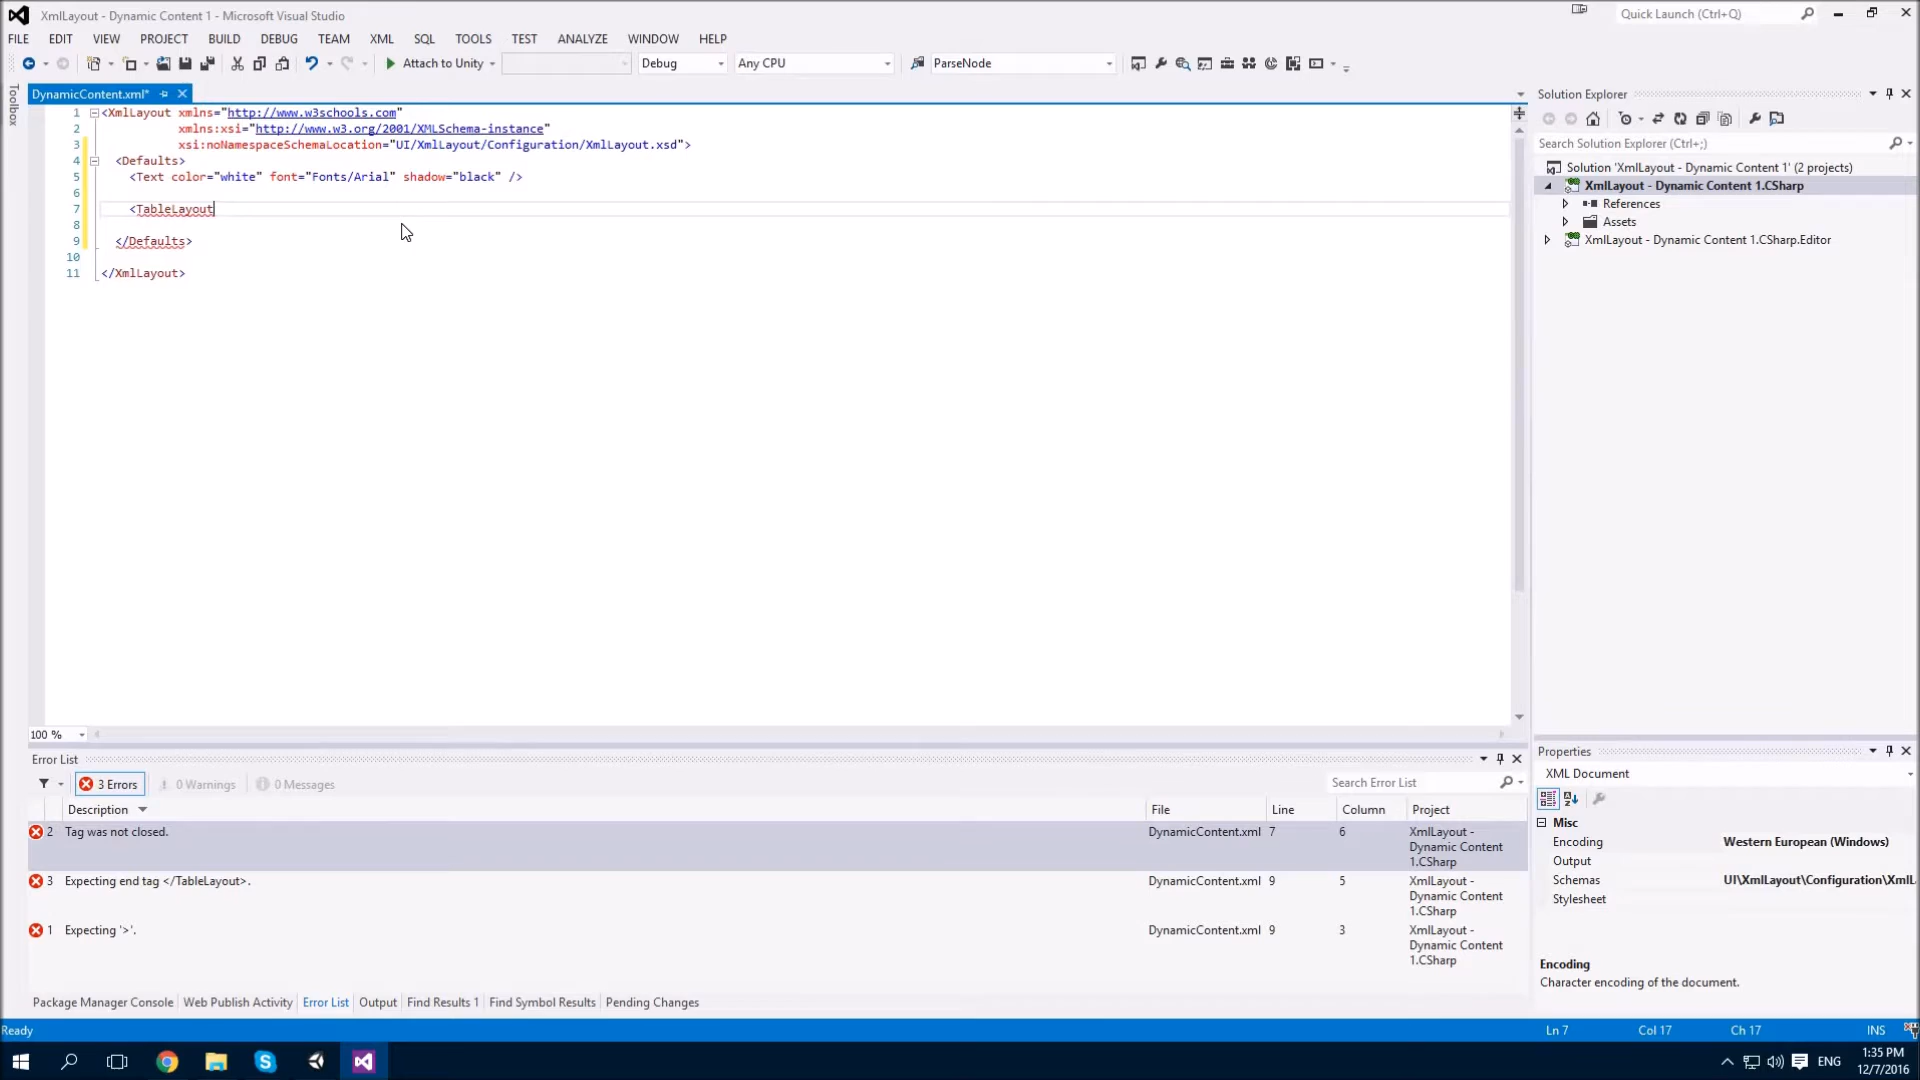 XmlLayout - Dynamic Content 1 - Microsoft Visual Studio
Quick Launch (Ctrl+Q)
FILE EDIT VIEW PROJECT BUILD DEBUG TEAM XML SQL TOOLS TEST ANALYZE WINDOW HELP
Attach to Unity Debug Any CPU ParseNode
Toolbox
DynamicContent.xml*
1 <XmlLayout xmlns="http://www.w3schools.com"
2 xmlns:xsi="http://www.w3.org/2001/XMLSchema-instance"
3 xsi:noNamespaceSchemaLocation="UI/XmlLayout/Configuration/XmlLayout.xsd">
4 <Defaults>
5 <Text color="white" font="Fonts/Arial" shadow="black" />
6
7 <TableLayout
8
9 </Defaults>
10
11 </XmlLayout>
100 %
Solution Explorer
Search Solution Explorer (Ctrl+;)
Solution 'XmlLayout - Dynamic Content 1' (2 projects)
XmlLayout - Dynamic Content 1.CSharp
References
Assets
XmlLayout - Dynamic Content 1.CSharp.Editor
Error List
3 Errors 0 Warnings 0 Messages
Search Error List
Description File Line Column Project
2 Tag was not closed. DynamicContent.xml 7 6 XmlLayout -
Dynamic Content
1.CSharp
3 Expecting end tag </TableLayout>. DynamicContent.xml 9 5 XmlLayout -
Dynamic Content
1.CSharp
1 Expecting '>'. DynamicContent.xml 9 3 XmlLayout -
Dynamic Content
1.CSharp
Package Manager Console Web Publish Activity Error List Output Find Results 1 Find Symbol Results Pending Changes
Properties
XML Document
Misc
Encoding Western European (Windows)
Output
Schemas UI\XmlLayout\Configuration\XmlL
Stylesheet
Encoding
Character encoding of the document.
Ready Ln 7 Col 17 Ch 17 INS
ENG
1:35 PM
12/7/2016